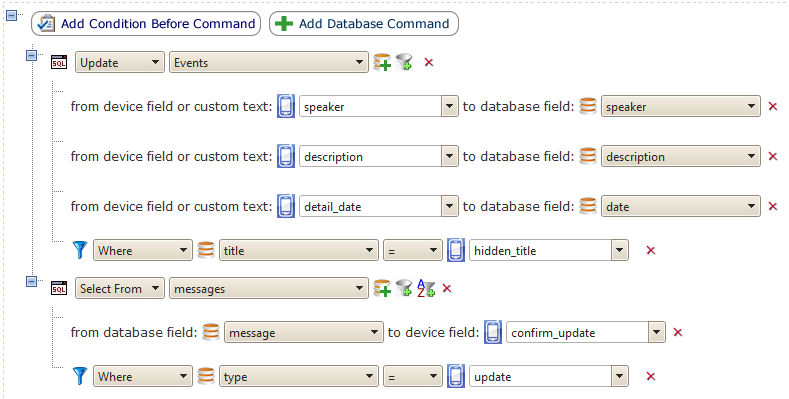 Add Condition Before Command Add Database Command
SQL Update Events
from device field or custom text: speaker to database field: speaker
from device field or custom text: description to database field: description
from device field or custom text: detail_date to database field: date
Where title = hidden_title
SQL Select From messages A Z
from database field: message to device field: confirm_update
Where type = update